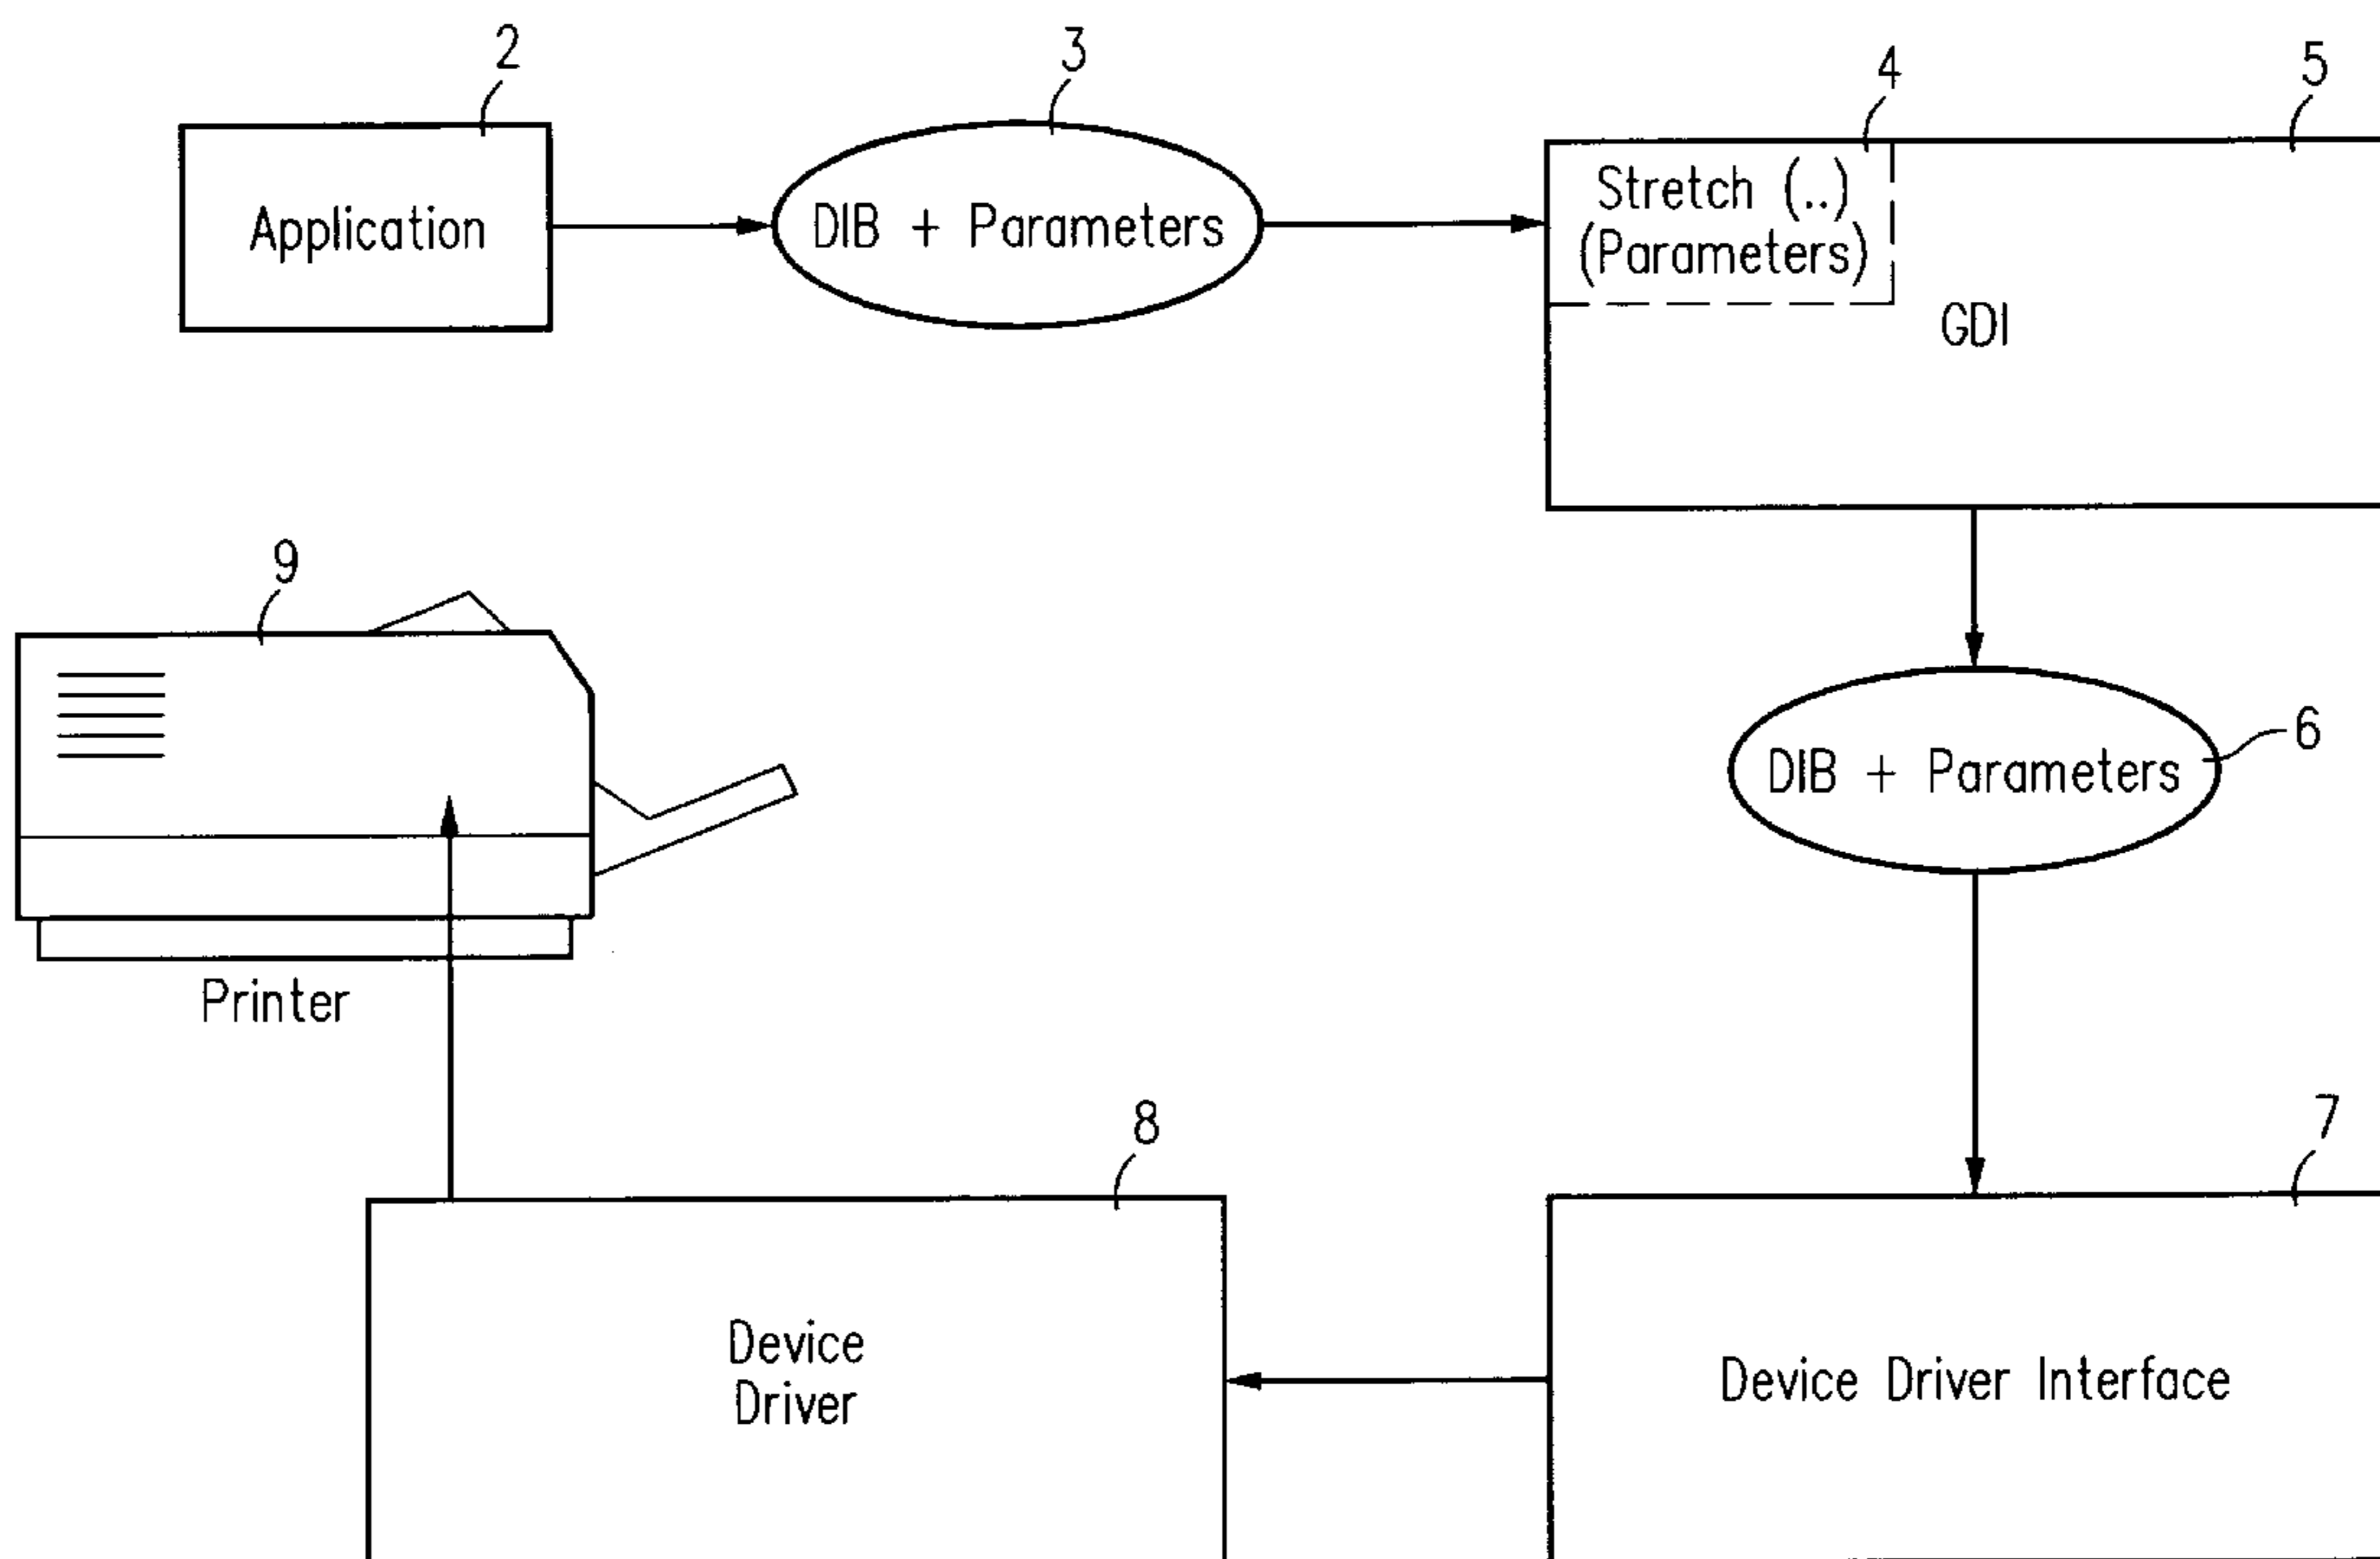 2
3
4
5
Application
DIB + Parameters
Stretch (..)
(Parameters)
GDI
9
6
DIB + Parameters
Printer
8
7
Device
Driver
Device Driver Interface